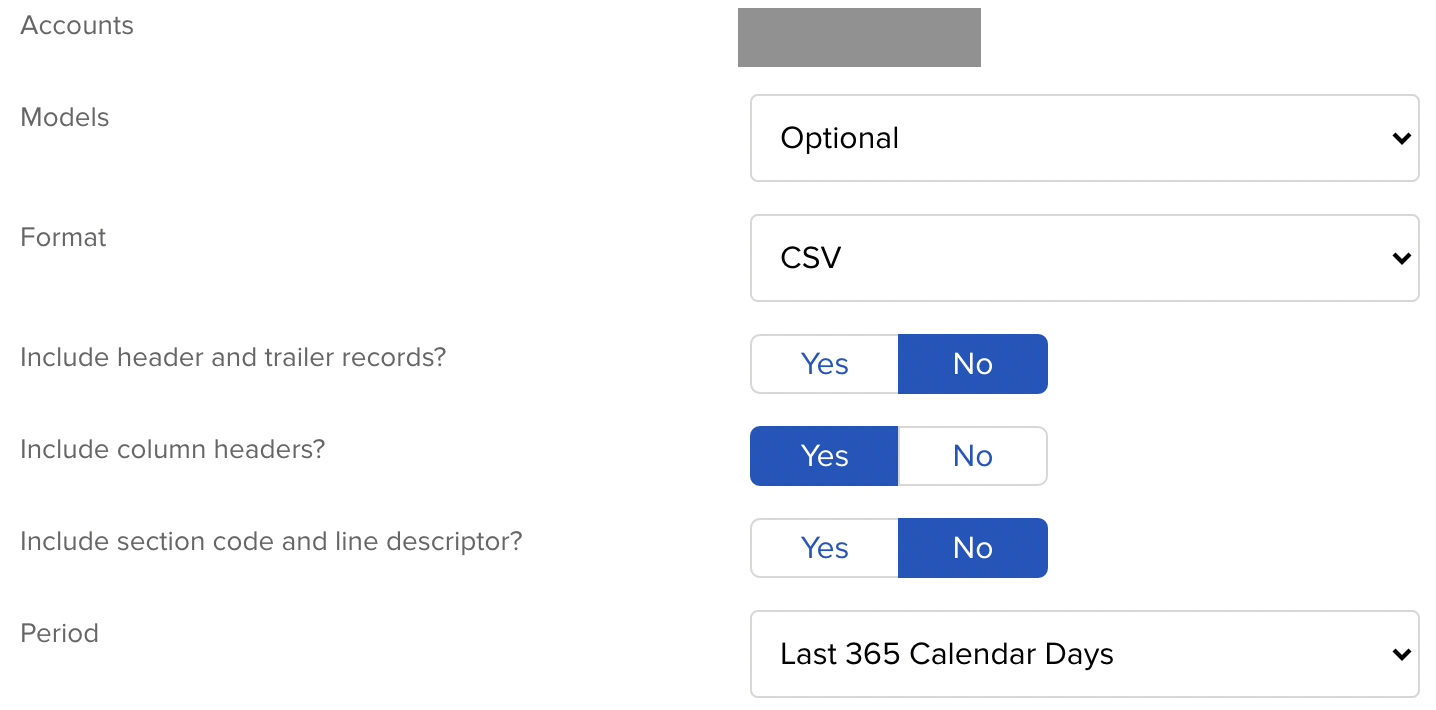 Accounts
Models
Optional
Format
CSV
Include header and trailer records?
Yes No
Include column headers?
Yes No
Include section code and line descriptor?
Yes No
Period
Last 365 Calendar Days